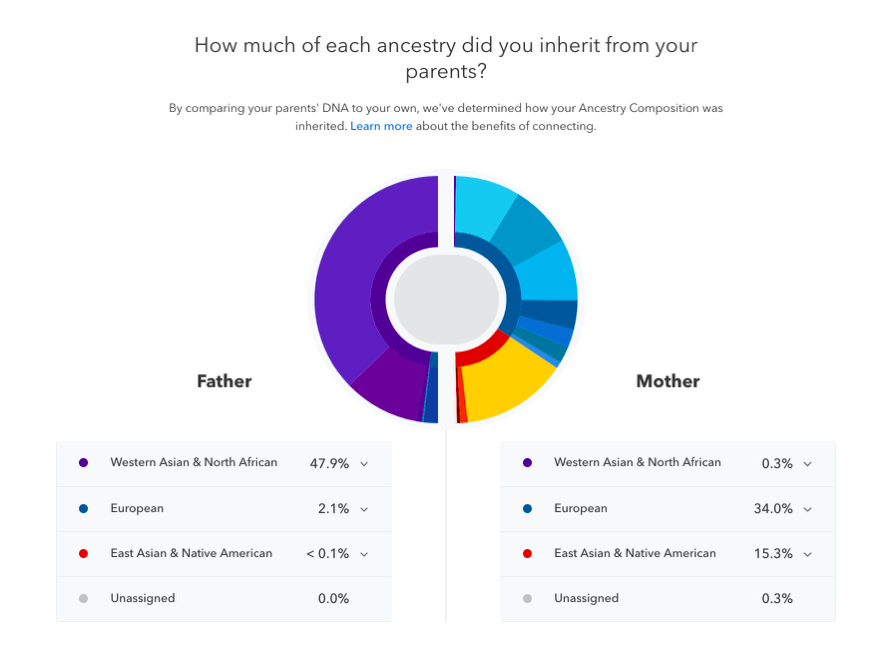 How much of each ancestry did you inherit from your
parents?
By comparing your parents' DNA to your own, we've determined how your Ancestry Composition was
inherited. Learn more about the benefits of connecting.
Father
Mother
Western Asian & North African 47.9%
European 2.1%
East Asian & Native American < 0.1%
Unassigned 0.0%
Western Asian & North African 0.3%
European 34.0%
East Asian & Native American 15.3%
Unassigned 0.3%